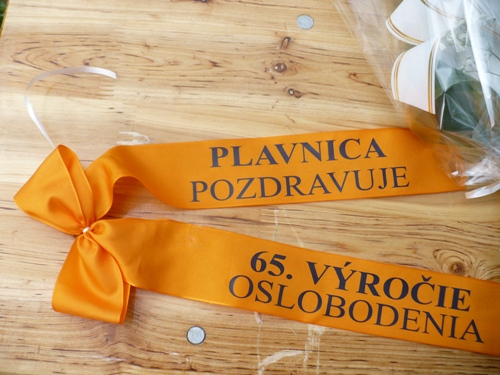 PLAVNICA
POZDRAVUJE
65. VÝROČIE
OSLOBODENIA